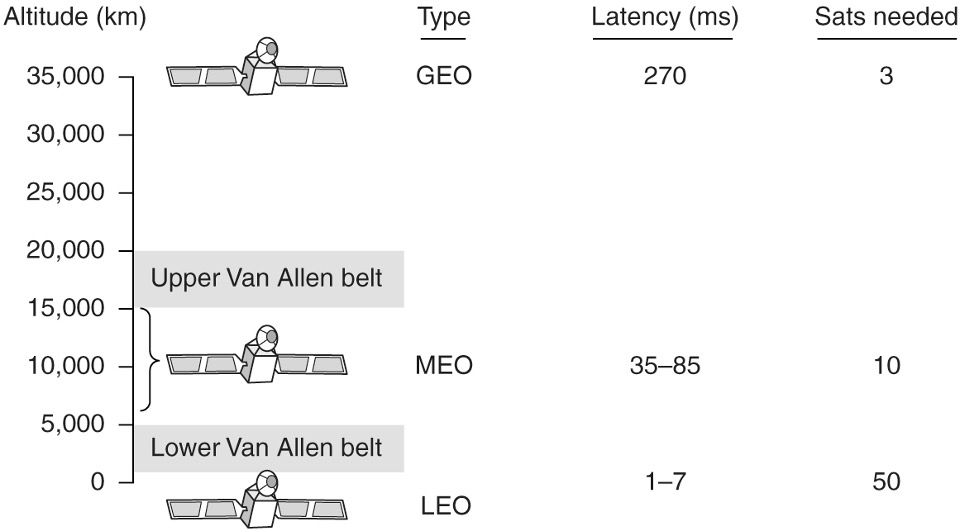 Altitude (km) Type Latency (ms) Sats needed
35,000 GEO 270 3
30,000
25,000
20,000
Upper Van Allen belt
15,000
10,000 MEO 35–85 10
5,000
Lower Van Allen belt
0 1–7 50
LEO